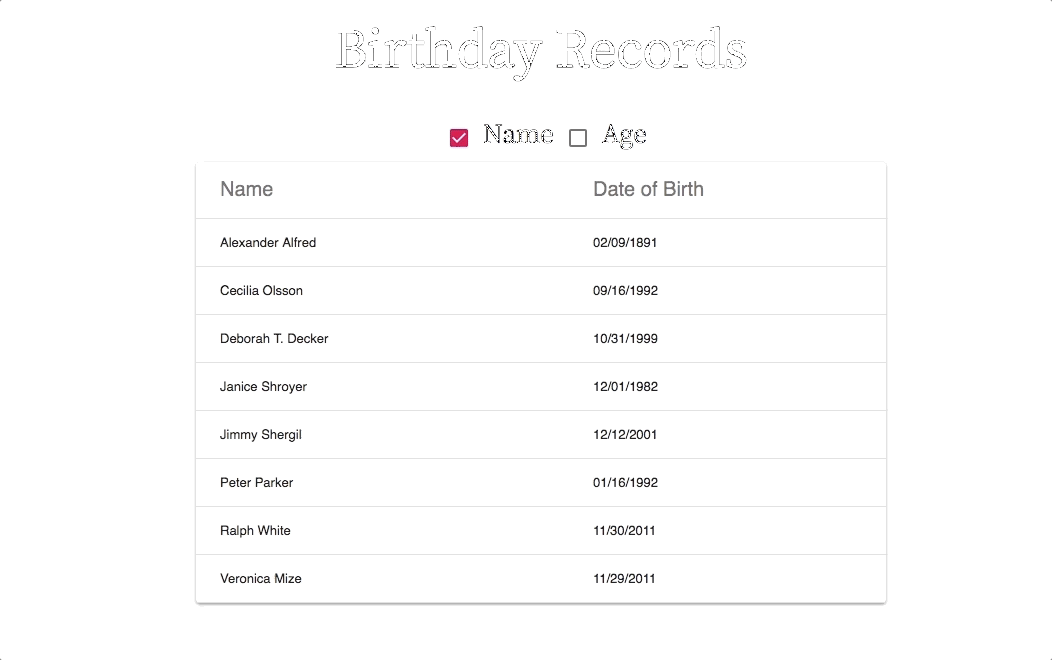 Birthday Records
Name Age
Name Date of Birth
Alexander Alfred 02/09/1891
Cecilia Olsson 09/16/1992
Deborah T. Decker 10/31/1999
Janice Shroyer 12/01/1982
Jimmy Shergil 12/12/2001
Peter Parker 01/16/1992
Ralph White 11/30/2011
Veronica Mize 11/29/2011